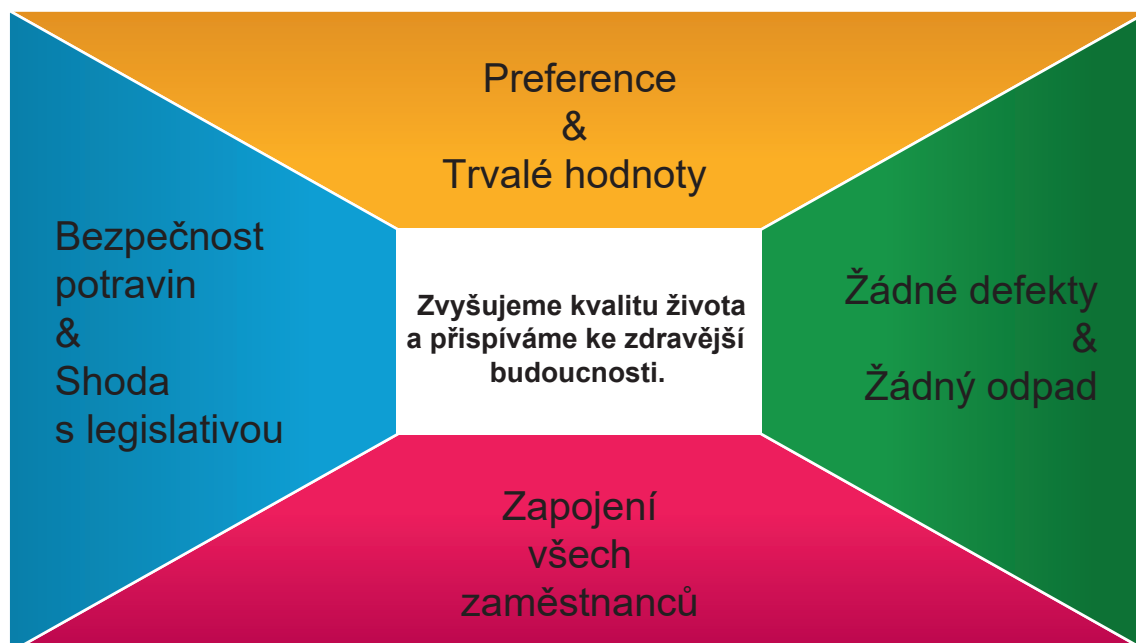 Preference
&
Trvalé hodnoty
Bezpečnost
potravin
&
Shoda
s legislativou
Zvyšujeme kvalitu života
a přispíváme ke zdravější
budoucnosti.
Žádné defekty
&
Žádný odpad
Zapojení
všech
zaměstnanců